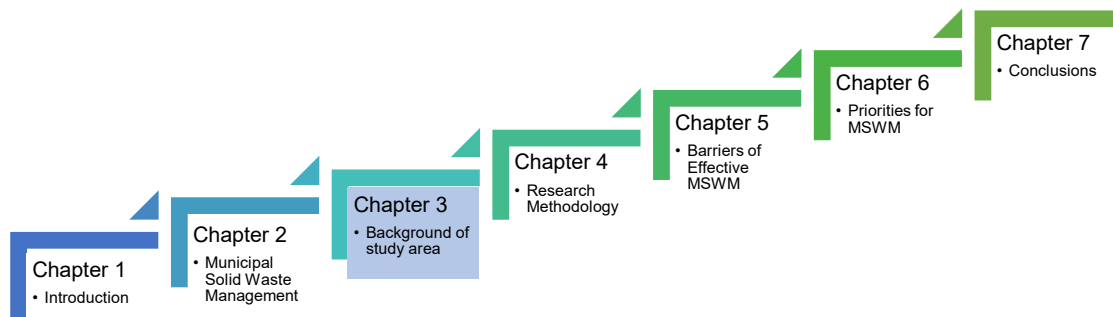 Chapter 1
• Introduction
Chapter 2
• Municipal
Solid Waste
Management
Chapter 3
• Background of
study area
Chapter 4
• Research
Methodology
Chapter 5
• Barriers of
Effective
MSWM
Chapter 6
• Priorities for
MSWM
Chapter 7
• Conclusions